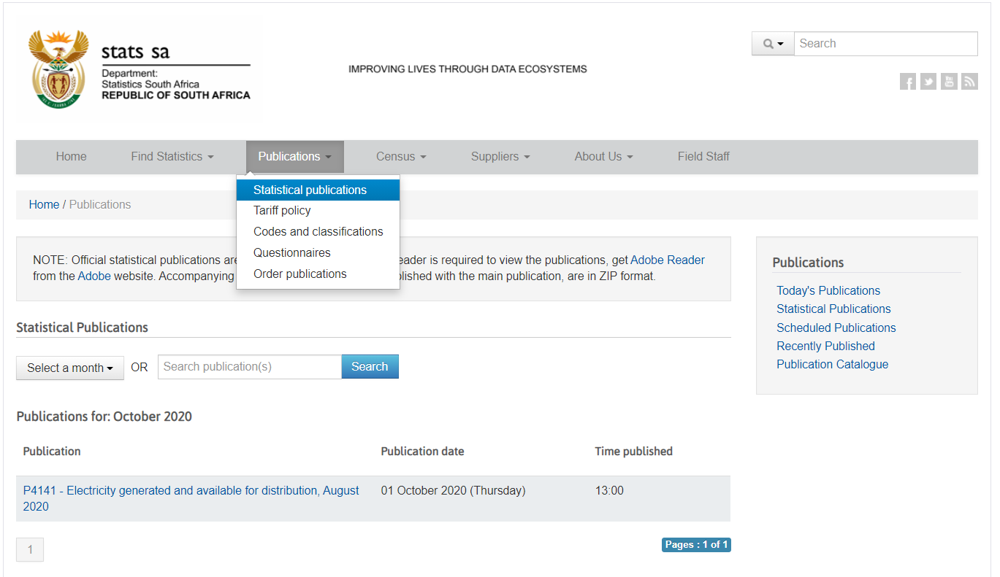 stats sa
Department:
Statistics South Africa
REPUBLIC OF SOUTH AFRICA
IMPROVING LIVES THROUGH DATA ECOSYSTEMS
Search
Home Find Statistics Publications Census Suppliers About Us Field Staff
Statistical publications
Tariff policy
Codes and classifications
Questionnaires
Order publications
Home / Publications
NOTE: Official statistical publications are eader is required to view the publications, get Adobe Reader
from the Adobe website. Accompanying blished with the main publication, are in ZIP format.
Statistical Publications
Select a month OR Search publication(s) Search
Publications for: October 2020
Publication Publication date Time published
P4141 - Electricity generated and available for distribution, August 01 October 2020 (Thursday) 13:00
2020
1 Pages : 1 of 1
Publications
Today's Publications
Statistical Publications
Scheduled Publications
Recently Published
Publication Catalogue